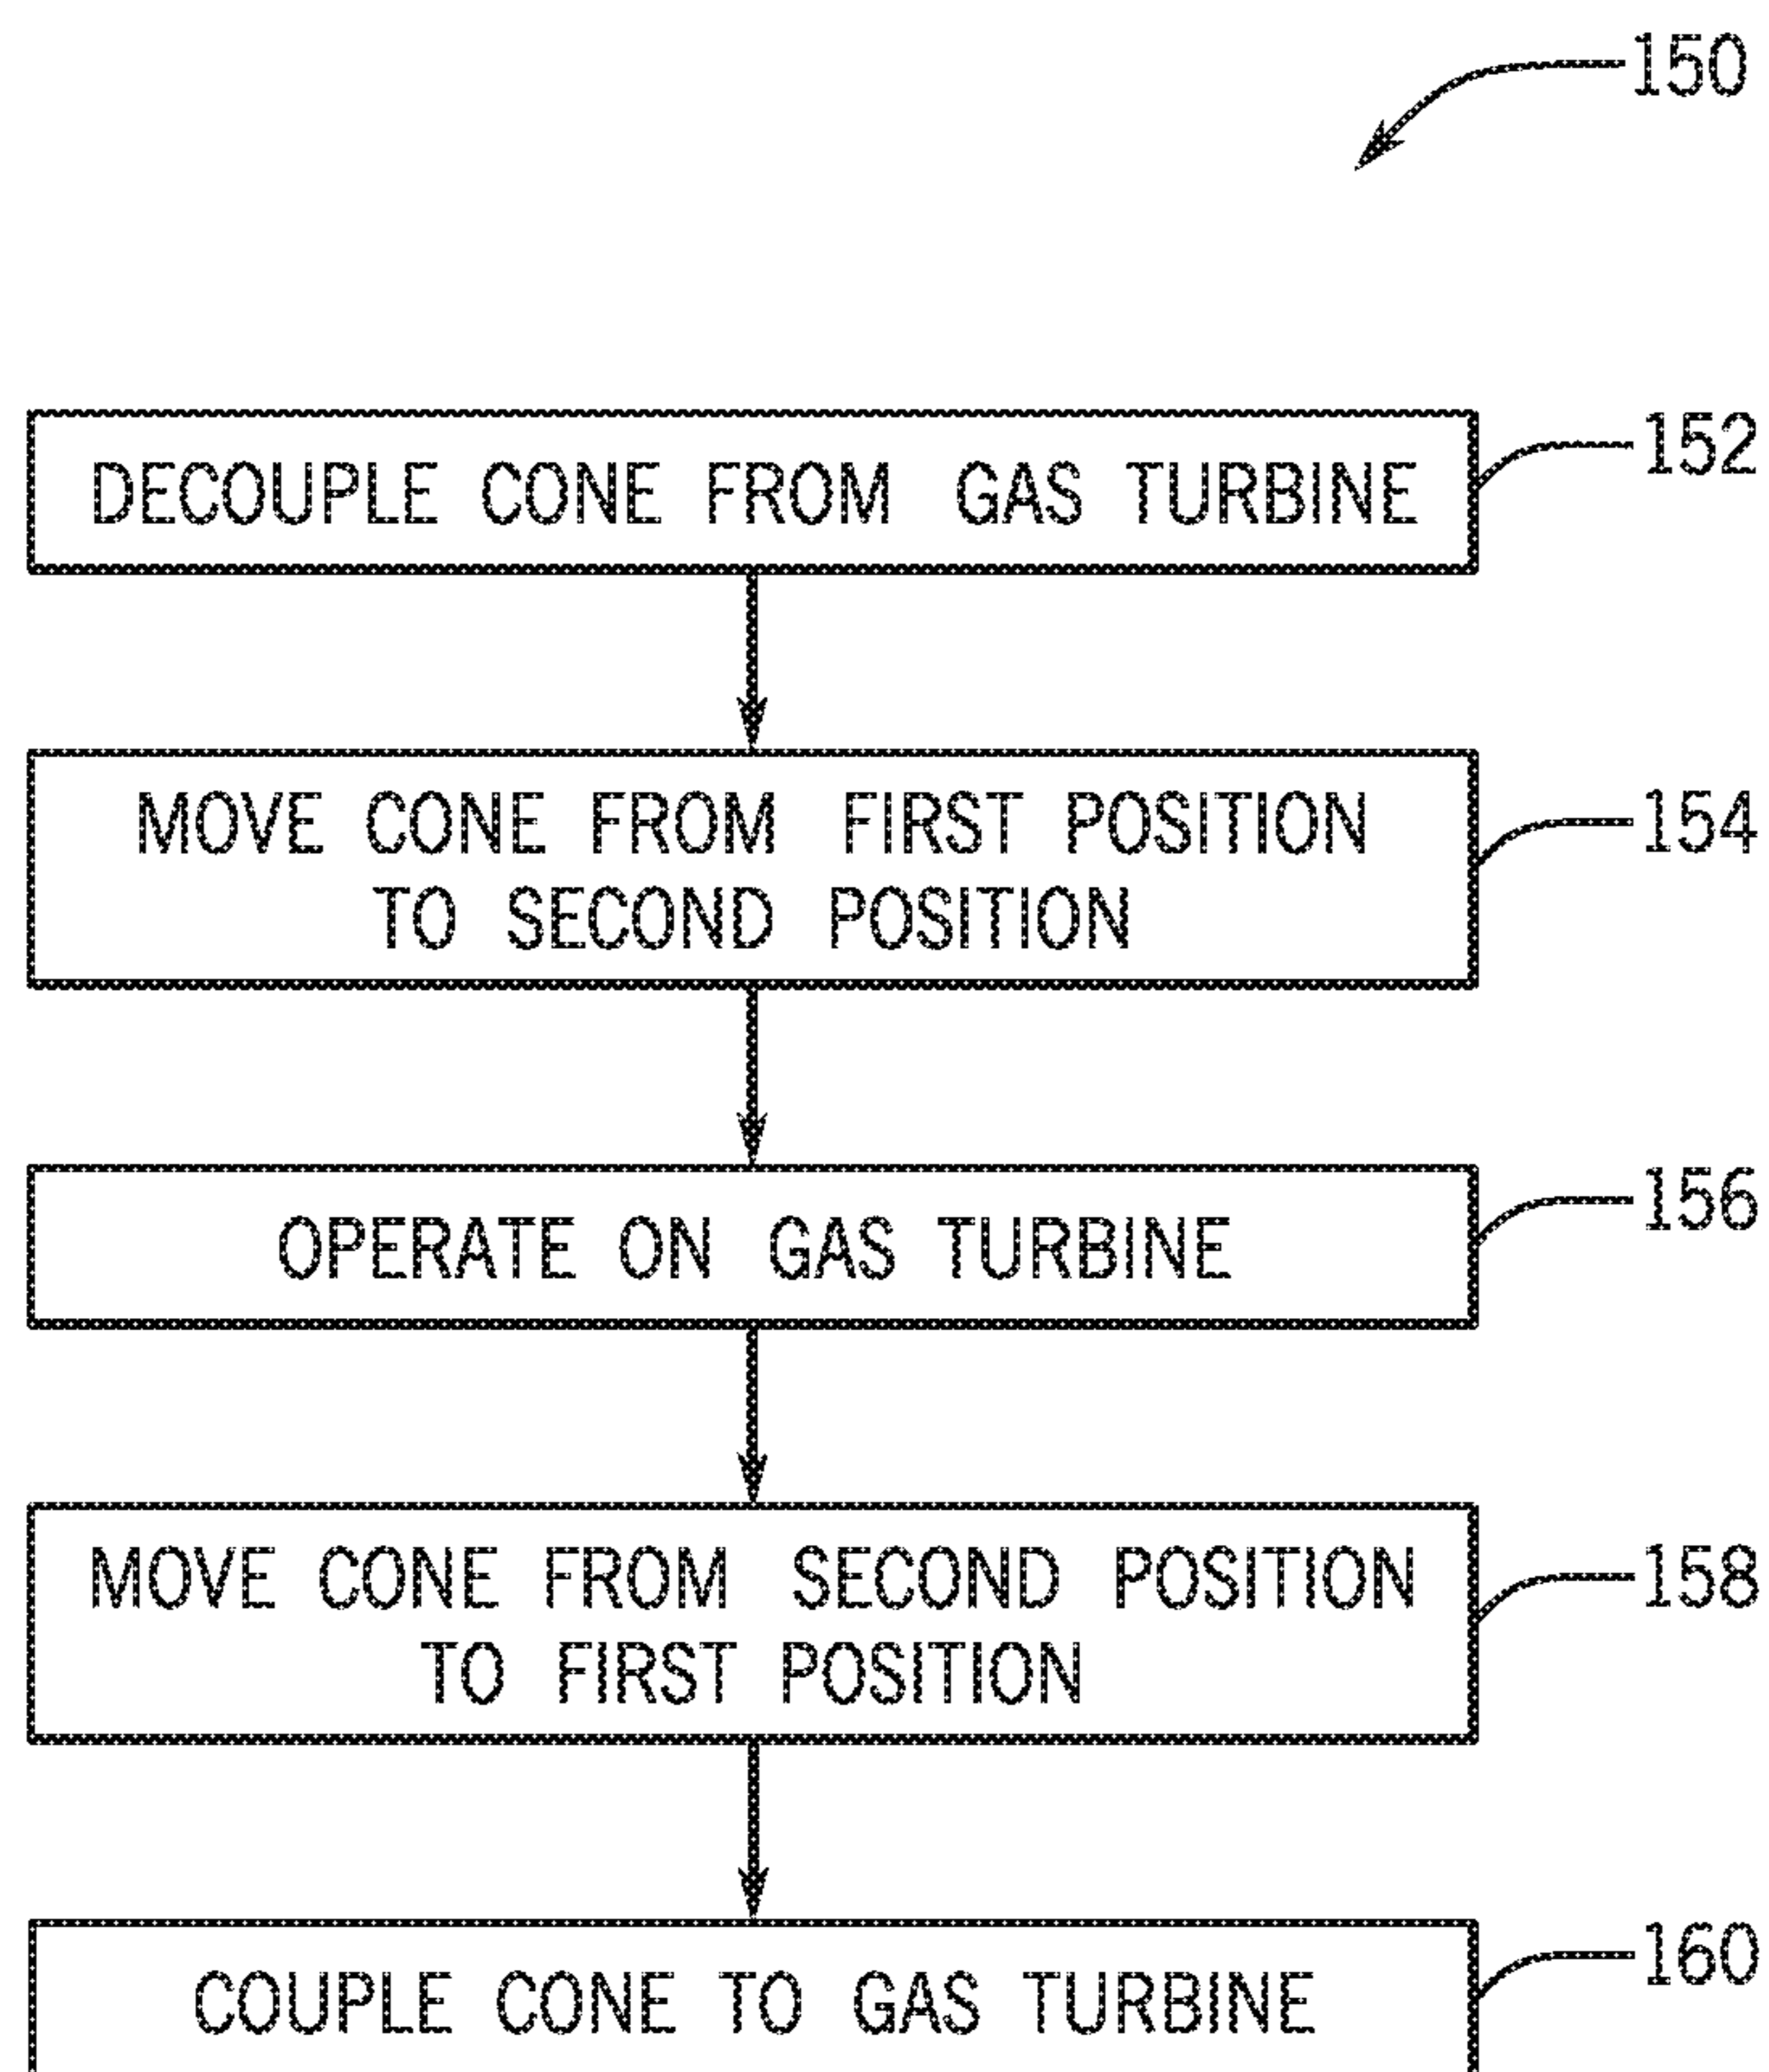 150
DECOUPLE CONE FROM GAS TURBINE
152
MOVE CONE FROM FIRST POSITION
TO SECOND POSITION
154
OPERATE ON GAS TURBINE
156
MOVE CONE FROM SECOND POSITION
TO FIRST POSITION
158
COUPLE CONE TO GAS TURBINE
160